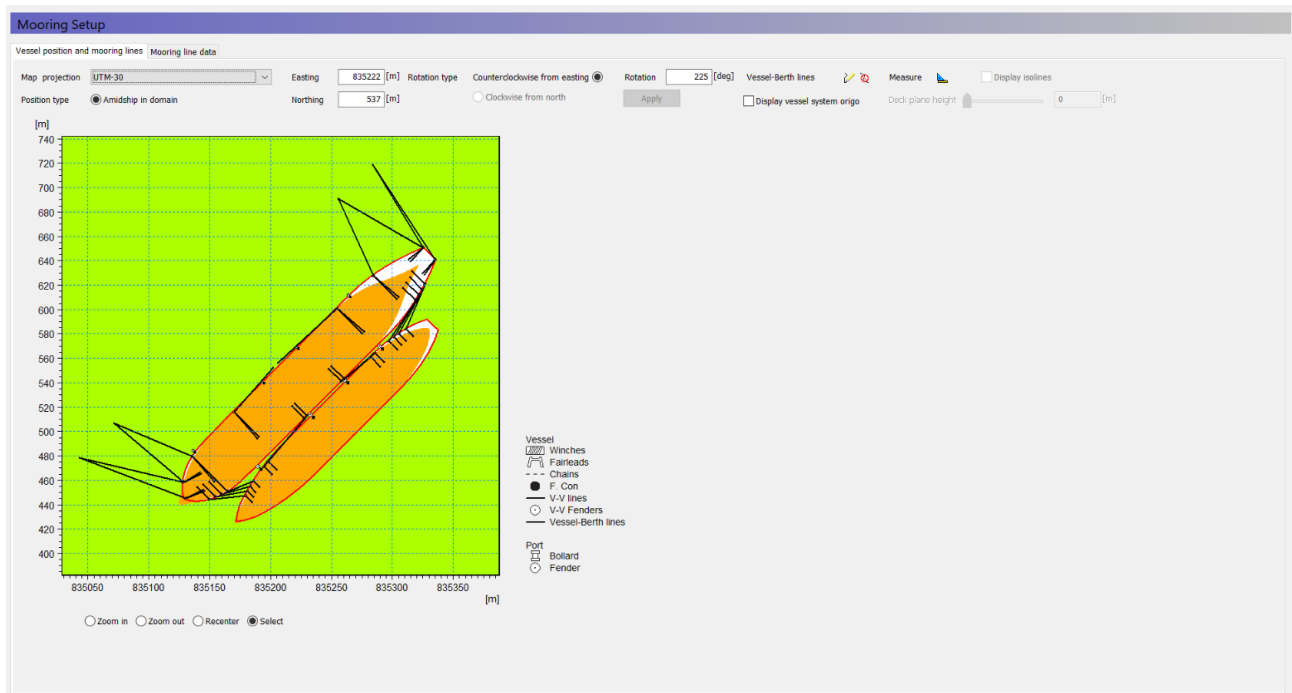 Mooring Setup
Vessel position and mooring lines Mooring line data
Map projection UTM-30 Easting 835222 [m] Rotation type Counterclockwise from easting Rotation 225 [deg] Vessel-Berth lines Measure Display isolines
Position type Amidship in domain Northing 537 [m] Clockwise from north Apply Display vessel system origo Dock plane height 0 [m]
[m]
740
720
700
680
660
640
620
600
580
560
540
520
500
480
460
440
420
400
835050 835100 835150 835200 835250 835300 835350
[m]
Vessel
Winches
Fairleads
Chains
F. Con
V-V lines
V-V Fenders
Vessel-Berth lines
Port
Bollard
Fender
Zoom in Zoom out Recenter Select